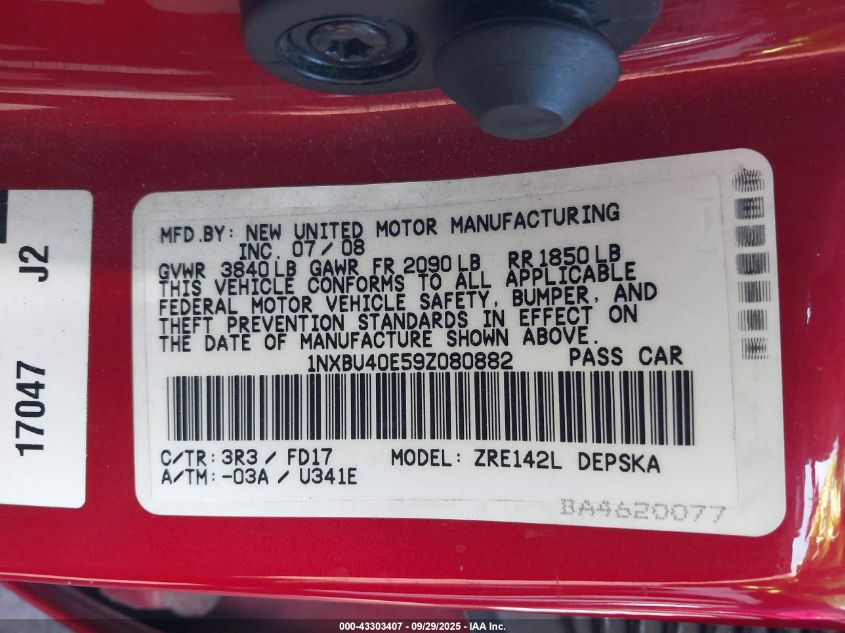 MFD.BY: NEW UNITED MOTOR MANUFACTURING
INC. 07/08
GVWR 3840LB GAWR FR 2090LB RR 1850LB
THIS VEHICLE CONFORMS TO ALL APPLICABLE
FEDERAL MOTOR VEHICLE SAFETY, BUMPER, AND
THEFT PREVENTION STANDARDS IN EFFECT ON
THE DATE OF MANUFACTURE SHOWN ABOVE.
1NXBU40E59Z080882 PASS CAR
C/TR: 3R3 / FD17 MODEL: ZRE142L DEPSKA
A/TM: -03A / U341E
BA4620077
17047 J2
000-43303407 - 09/29/2025 - IAA Inc.